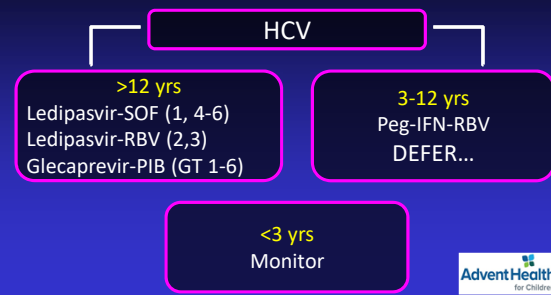 HCV
>12 yrs
Ledipasvir-SOF (1, 4-6)
Ledipasvir-RBV (2,3)
Glecaprevir-PIB (GT 1-6)
3-12 yrs
Peg-IFN-RBV
DEFER...
<3 yrs
Monitor
AdventHealth
for Children